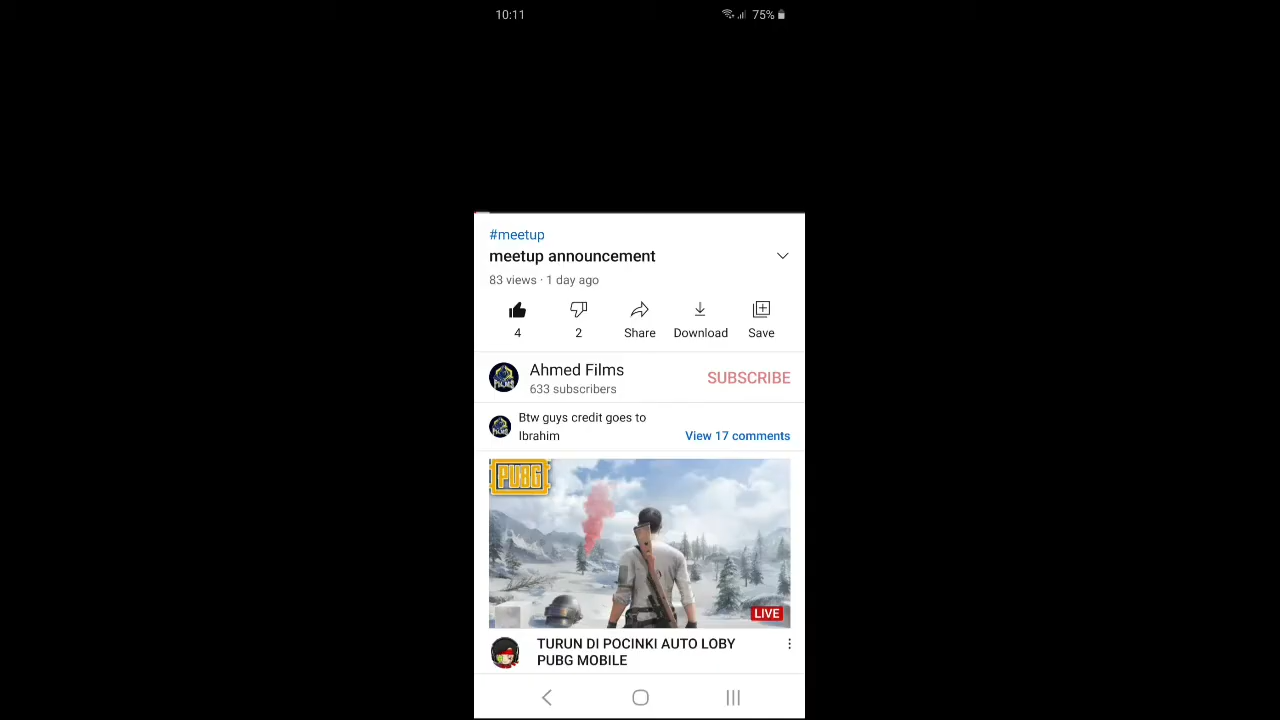 10:11
75%
#meetup
meetup announcement
83 views · 1 day ago
4
2
Share
Download
Save
Ahmed Films
633 subscribers
SUBSCRIBE
Btw guys credit goes to
Ibrahim
View 17 comments
PUBG
LIVE
TURUN DI POCINKI AUTO LOBY
PUBG MOBILE